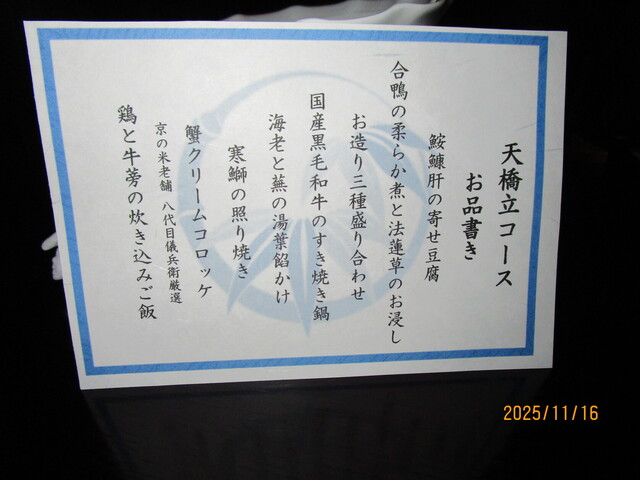 天橋立コース
お品書き
鮟鱇肝の寄せ豆腐
合鴨の柔らか煮と法蓮草のお浸し
お造り三種盛り合わせ
国産黒毛和牛のすき焼き鍋
海老と蕪の湯葉餡かけ
寒鰤の照り焼き
蟹クリームコロッケ
京の米老舗 八代目儀兵衛厳選
鶏と牛蒡の炊き込みご飯
2025/11/16